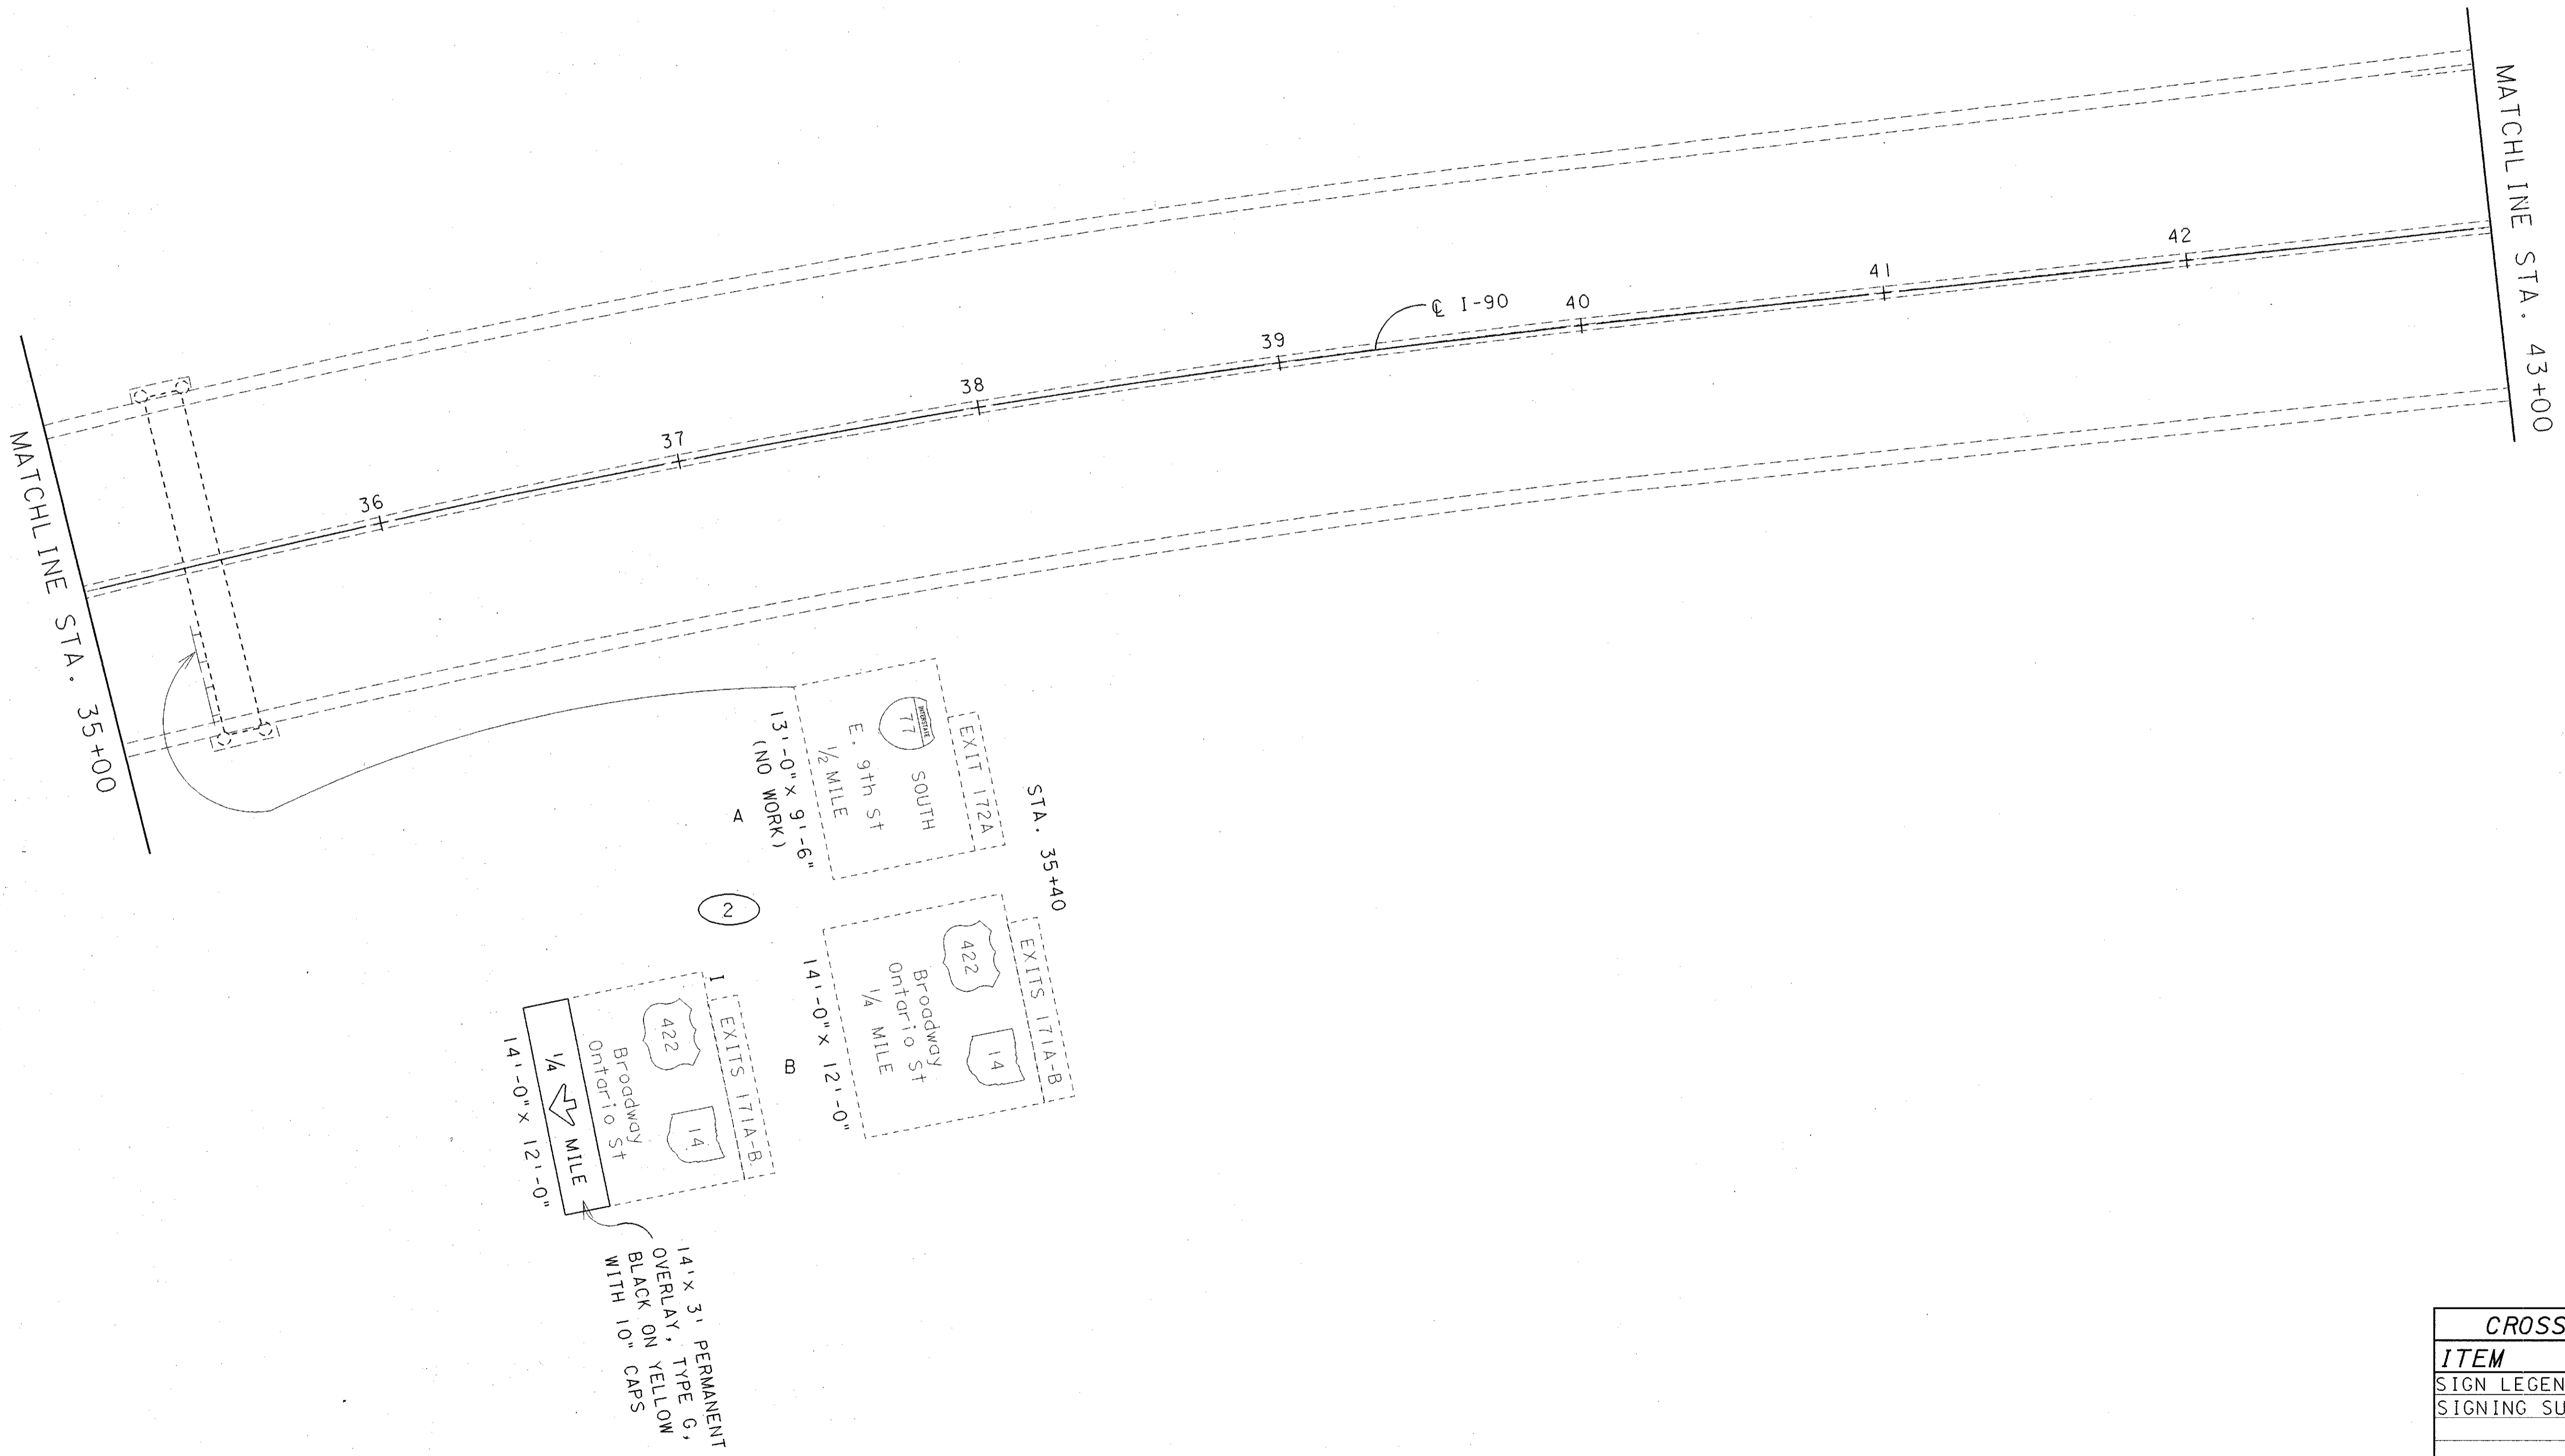 MATCHLINE STA. 35+00
36
37
38
39
℄ I-90
40
41
42
MATCHLINE STA. 43+00
STA. 35+40
EXIT 172A
INTERSTATE
77
SOUTH
E. 9th St
1/2 MILE
13'-0" x 9'-6"
(NO WORK)
A
2
EXITS 171A-B
422
14
Broadway
Ontario St
1/4 MILE
14'-0" x 12'-0"
B
I
EXITS 171A-B
422
14
Broadway
Ontario St
1/4 MILE
14'-0" x 12'-0"
14' x 3' PERMANENT
OVERLAY, TYPE G,
BLACK ON YELLOW
WITH 10" CAPS
CROSS
ITEM
SIGN LEGEN
SIGNING SU